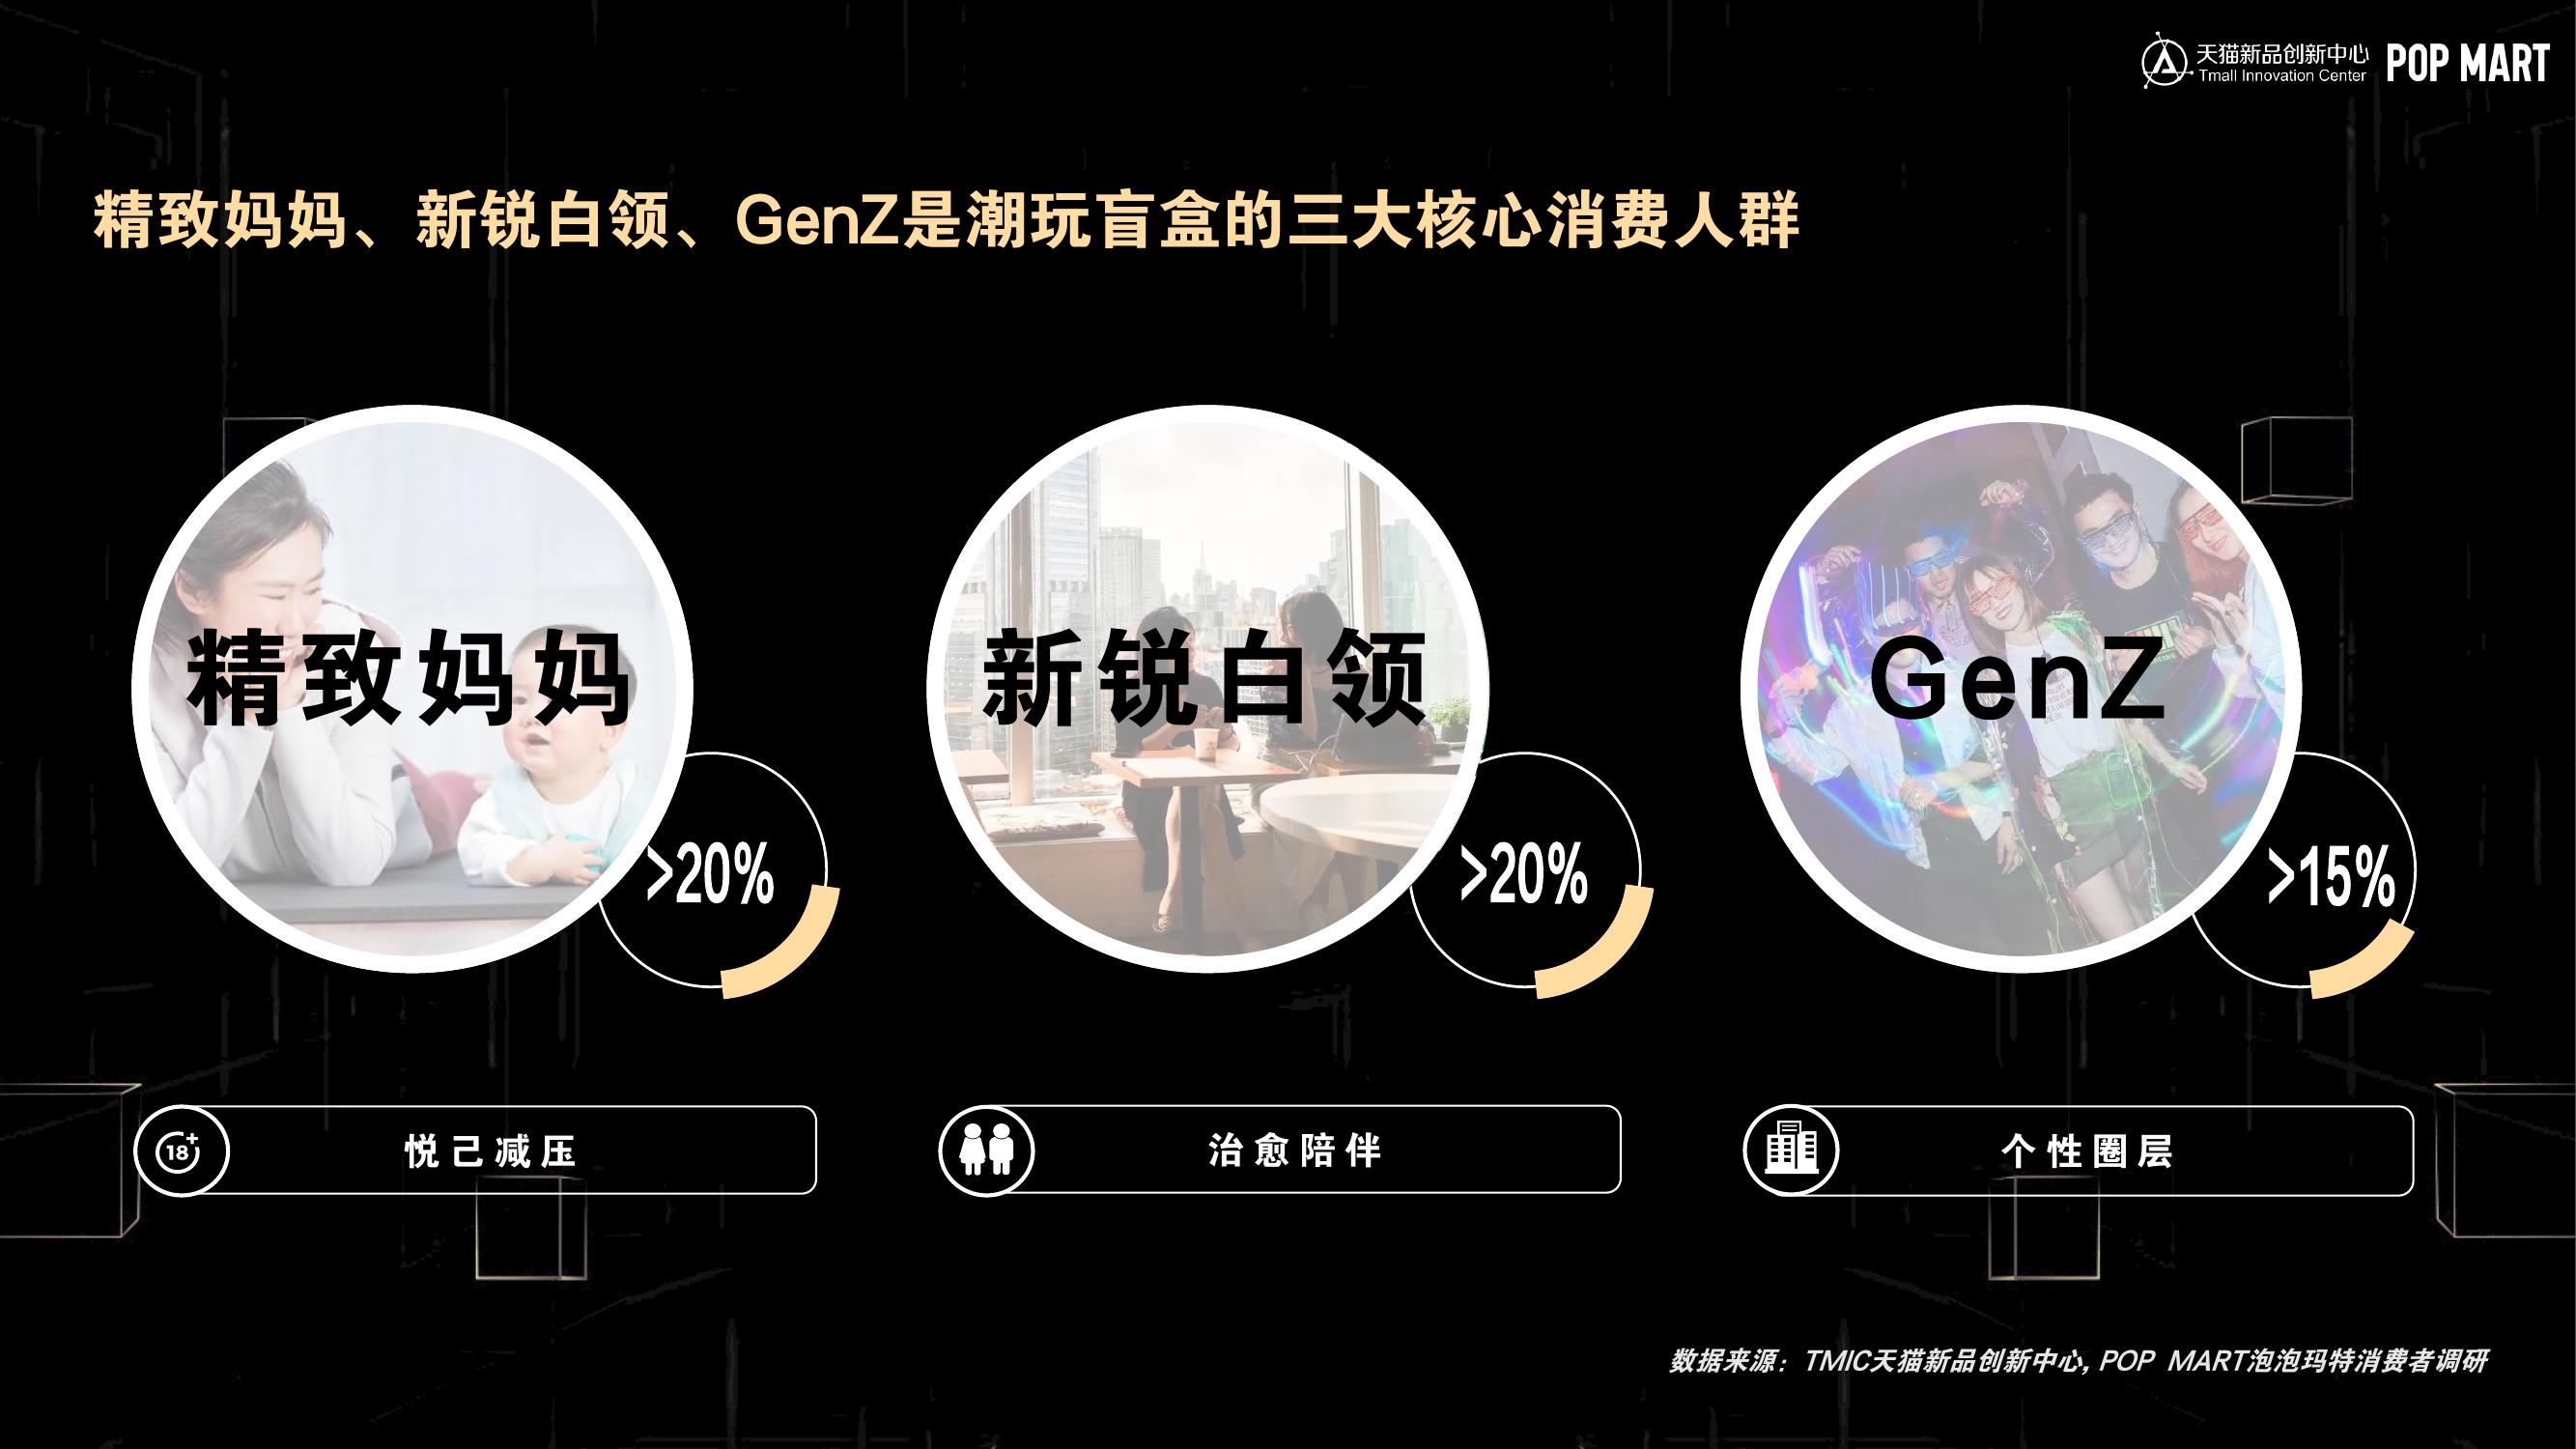 天猫新品创新中心 POP MART
Tmall Innovation Center
精致妈妈、新锐白领、GenZ是潮玩盲盒的三大核心消费人群
精致妈妈
新锐白领
GenZ
>20%
>20%
>15%
18+
悦己减压
治愈陪伴
个性圈层
数据来源：TMIC天猫新品创新中心, POP MART泡泡玛特消费者调研